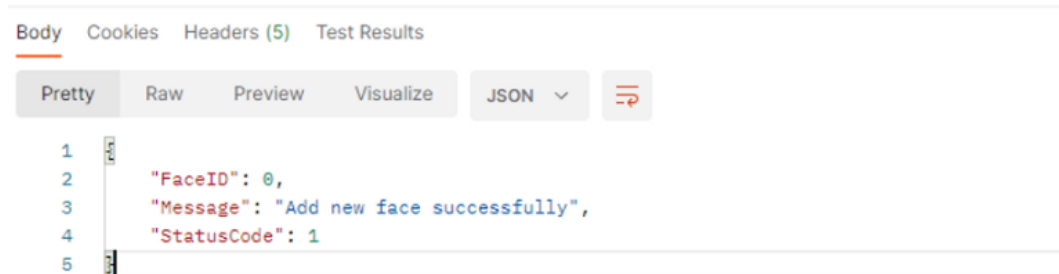 Body Cookies Headers (5) Test Results
Pretty Raw Preview Visualize JSON
1 {
2 "FaceID": 0,
3 "Message": "Add new face successfully",
4 "StatusCode": 1
5 }